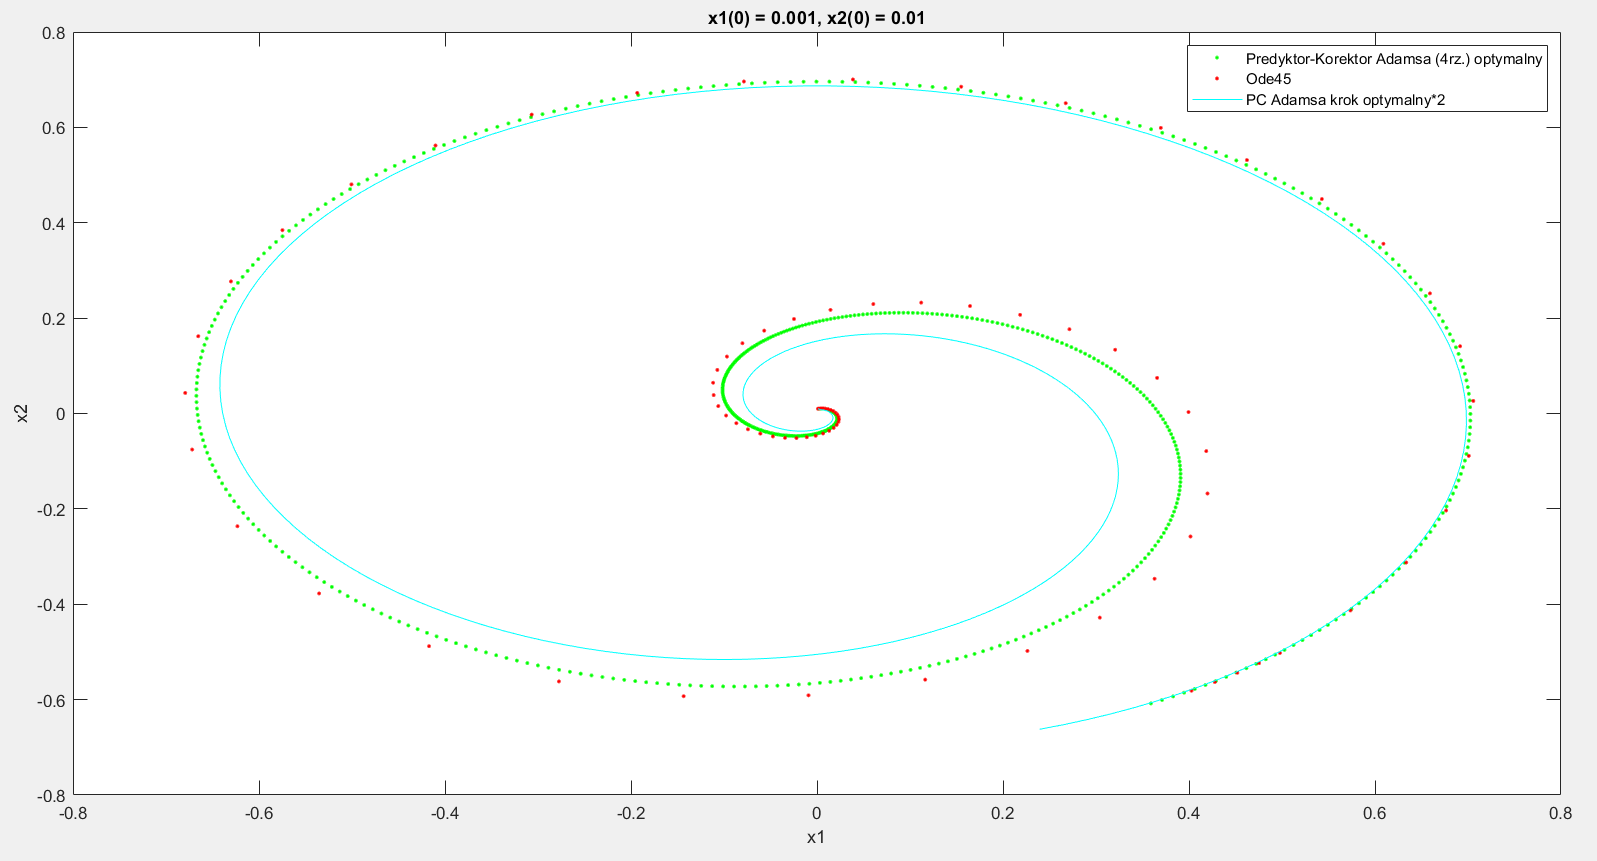 x1(0) = 0.001, x2(0) = 0.01
Predyktor-Korektor Adamsa (4rz.) optymalny
Ode45
PC Adamsa krok optymalny*2
0.8
0.6
0.4
0.2
0
-0.2
-0.4
-0.6
-0.8
x2
-0.8 -0.6 -0.4 -0.2 0 0.2 0.4 0.6 0.8
x1